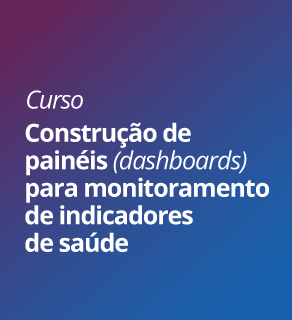 Curso
Construção de
painéis (dashboards)
para monitoramento
de indicadores
de saúde